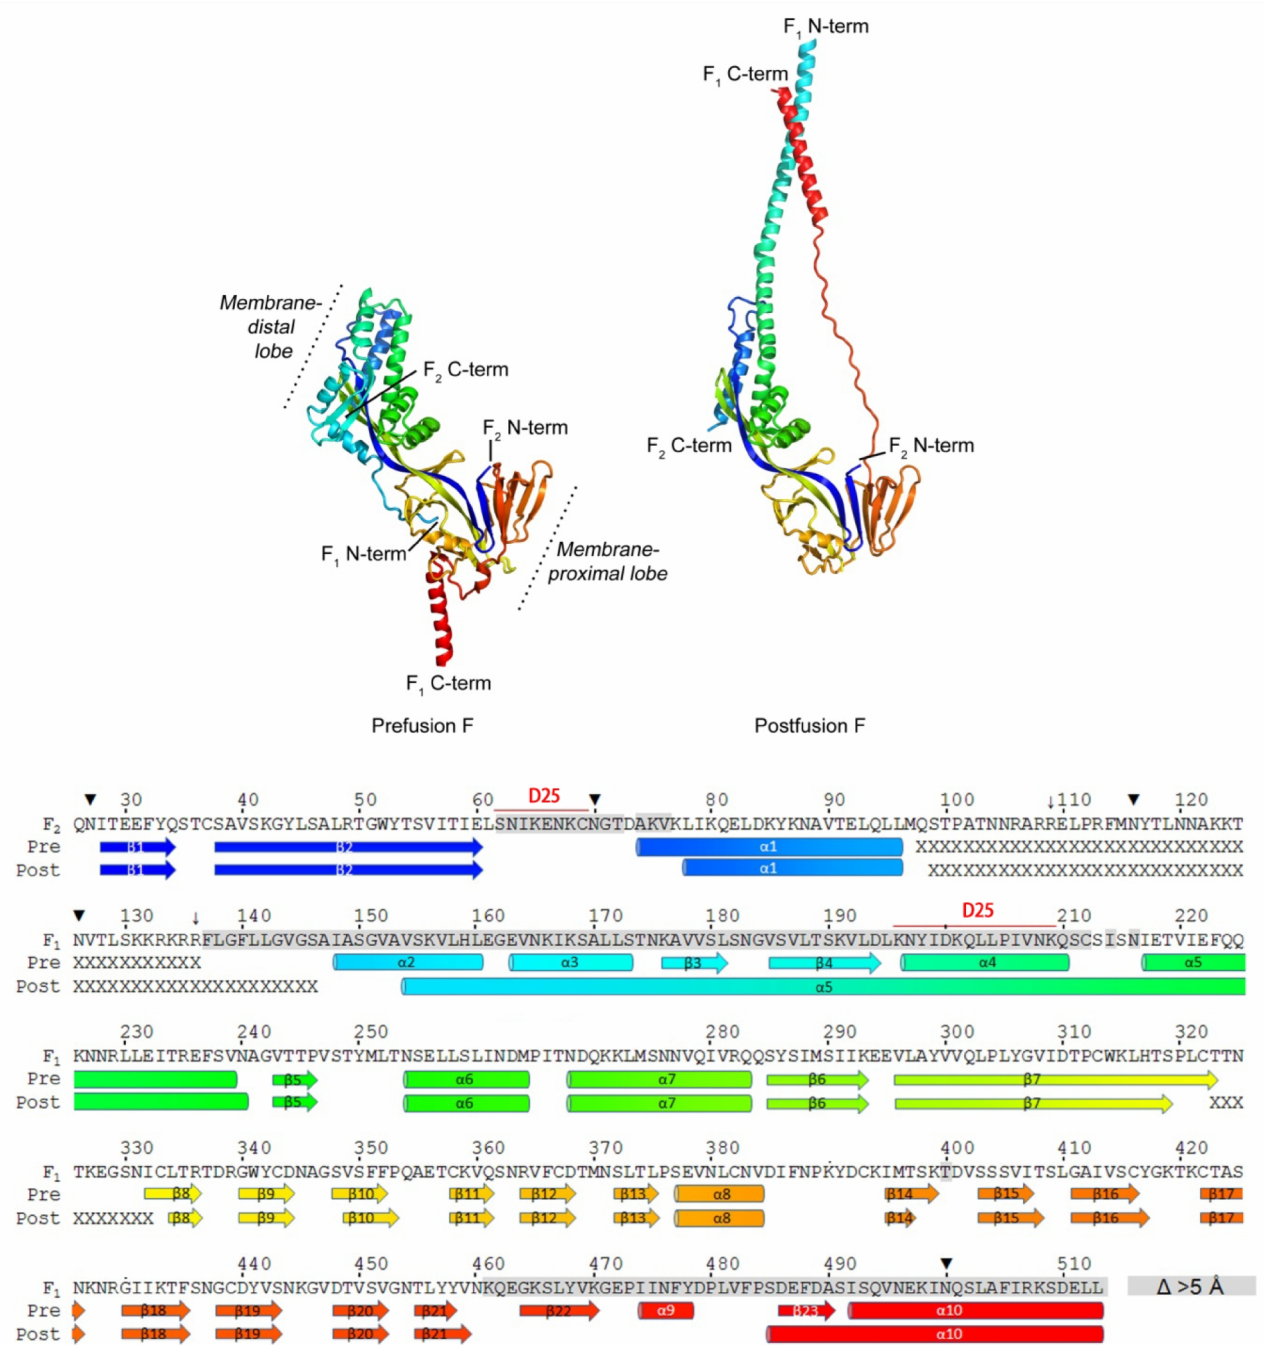 F₁ N-term
F₁ C-term
Membrane-
distal
lobe
F₂ C-term
F₂ N-term
F₂ C-term
F₂ N-term
F₁ N-term
Membrane-
proximal lobe
F₁ C-term
Prefusion F
Postfusion F
▼ 30 40 50 60 D25 ▼ 80 90 100 ↓ ▼ 120
F₂ QNITEEFYQSTCSAVSKGYLSALRTGWYTSVITIELSNIKENKCNGTDAKVKLIKQELDKYKNAVTELQLLMQSTPATNNRARRELPRFMNYTLNNAKKT
Pre β1 β2 α1 XXXXXXXXXXXXXXXXXXXXXXXXXXXX
Post β1 β2 α1 XXXXXXXXXXXXXXXXXXXXXXXXXXX
▼ 130 ↓ 140 150 160 170 180 190 D25 210 220
F₁ NVTLSKKRKRRFLGFLLGVGSAIASGVAVSKVLHLEGEVNKIKSALLSTNKAVVSLSNGVSVLTSKVLDLKNYIDKQLLPIVNKQSCSISNIETVIEFQQ
Pre XXXXXXXXXXX α2 α3 β3 β4 α4 α5
Post XXXXXXXXXXXXXXXXXXXXX α5
230 240 250 260 270 280 290 300 310 320
F₁ KNNRLLEITREFSVNAGVTTPVSTYMLTNSELLSLINDMPITNDQKKLMSNNVQIVRQQSYSIMSIIKEEVLAYVVQLPLYGVIDTPCWKLHTSPLCTTN
Pre β5 α6 α7 β6 β7
Post β5 α6 α7 β6 β7 XXX
330 340 350 360 370 380 400 410 420
F₁ TKEGSNICLTRTDRGWYCDNAGSVSFFPQAETCKVQSNRVFCDTMNSLTLPSEVNLCNVDIFNPKYDCKIMTSKTDVSSSVITSLGAIVSCYGKTKCTAS
Pre β8 β9 β10 β11 β12 β13 α8 β14 β15 β16 β17
Post XXXXXXX β8 β9 β10 β11 β12 β13 α8 β14 β15 β16 β17
440 450 460 470 480 490 ▼ 510
F₁ NKNRGIIKTFSNGCDYVSNKGVDTVSVGNTLYYVNKQEGKSLYVKGEPIINFYDPLVFPSDEFDASISQVNEKINQSLAFIRKSDELL Δ >5 Å
Pre β18 β19 β20 β21 β22 α9 β23 α10
Post β18 β19 β20 β21 α10